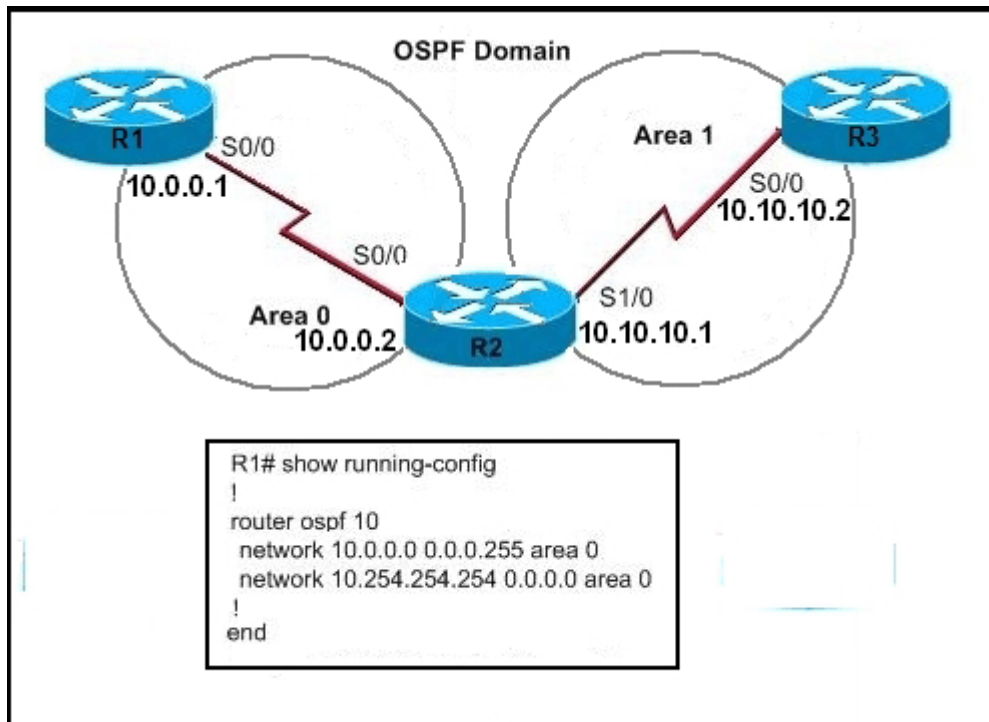 OSPF Domain
R1
S0/0
10.0.0.1
Area 1
R3
S0/0
10.10.10.2
S0/0
Area 0
10.0.0.2
R2
S1/0
10.10.10.1
R1# show running-config
!
router ospf 10
network 10.0.0.0 0.0.0.255 area 0
network 10.254.254.254 0.0.0.0 area 0
!
end